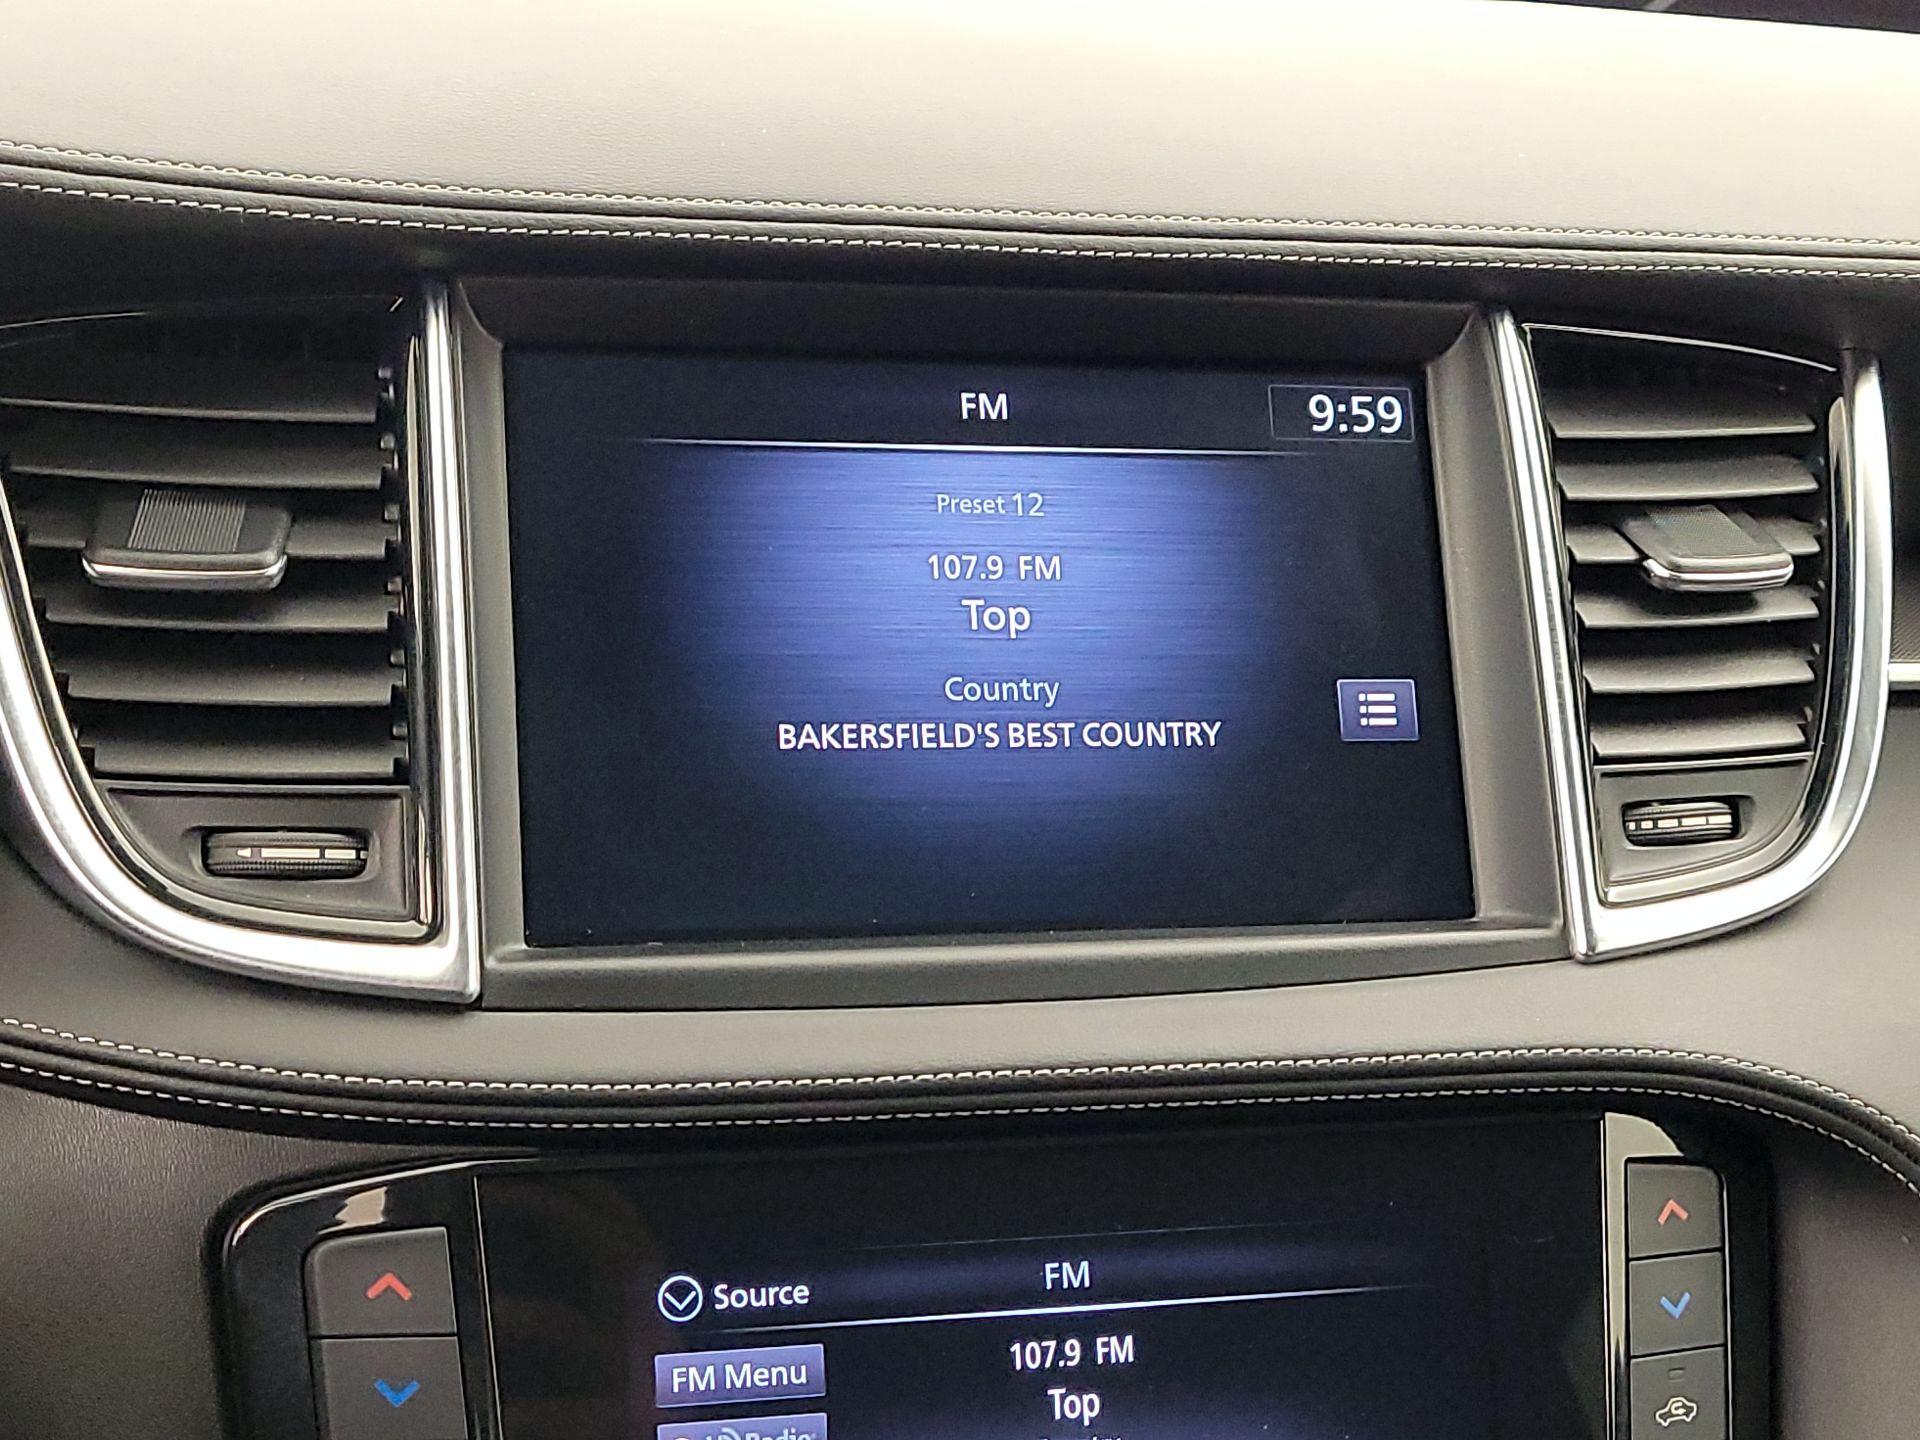 FM
9:59
Preset 12
107.9 FM
Top
Country
BAKERSFIELD'S BEST COUNTRY
Source
FM
FM Menu
107.9 FM
Top
Radio